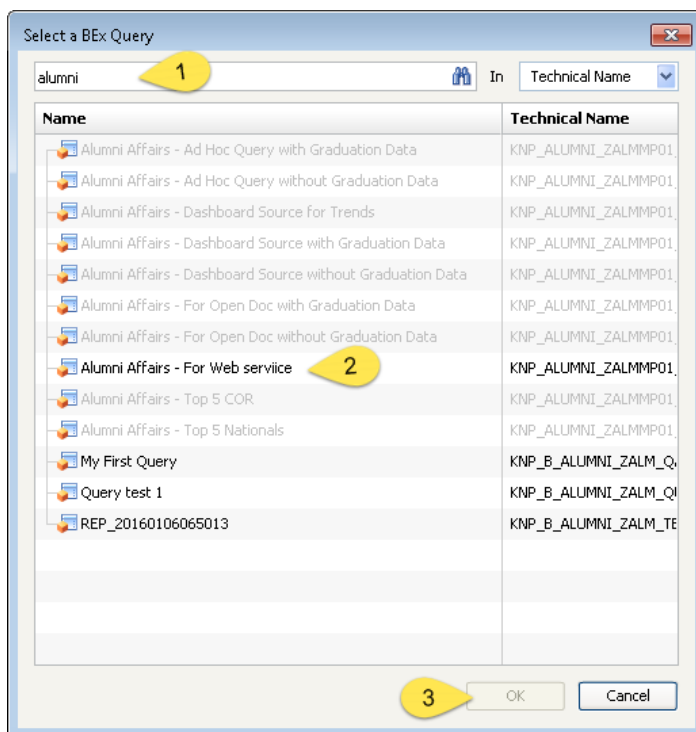 Select a BEx Query
alumni 1 In Technical Name
Name Technical Name
Alumni Affairs - Ad Hoc Query with Graduation Data KNP_ALUMNI_ZALMMP01_
Alumni Affairs - Ad Hoc Query without Graduation Data KNP_ALUMNI_ZALMMP01_
Alumni Affairs - Dashboard Source for Trends KNP_ALUMNI_ZALMMP01_
Alumni Affairs - Dashboard Source with Graduation Data KNP_ALUMNI_ZALMMP01_
Alumni Affairs - Dashboard Source without Graduation Data KNP_ALUMNI_ZALMMP01_
Alumni Affairs - For Open Doc with Graduation Data KNP_ALUMNI_ZALMMP01_
Alumni Affairs - For Open Doc without Graduation Data KNP_ALUMNI_ZALMMP01_
Alumni Affairs - For Web serviice 2 KNP_ALUMNI_ZALMMP01_
Alumni Affairs - Top 5 COR KNP_ALUMNI_ZALMMP01_
Alumni Affairs - Top 5 Nationals KNP_ALUMNI_ZALMMP01_
My First Query KNP_B_ALUMNI_ZALM_Q
Query test 1 KNP_B_ALUMNI_ZALM_Q
REP_20160106065013 KNP_B_ALUMNI_ZALM_TE
3 OK Cancel